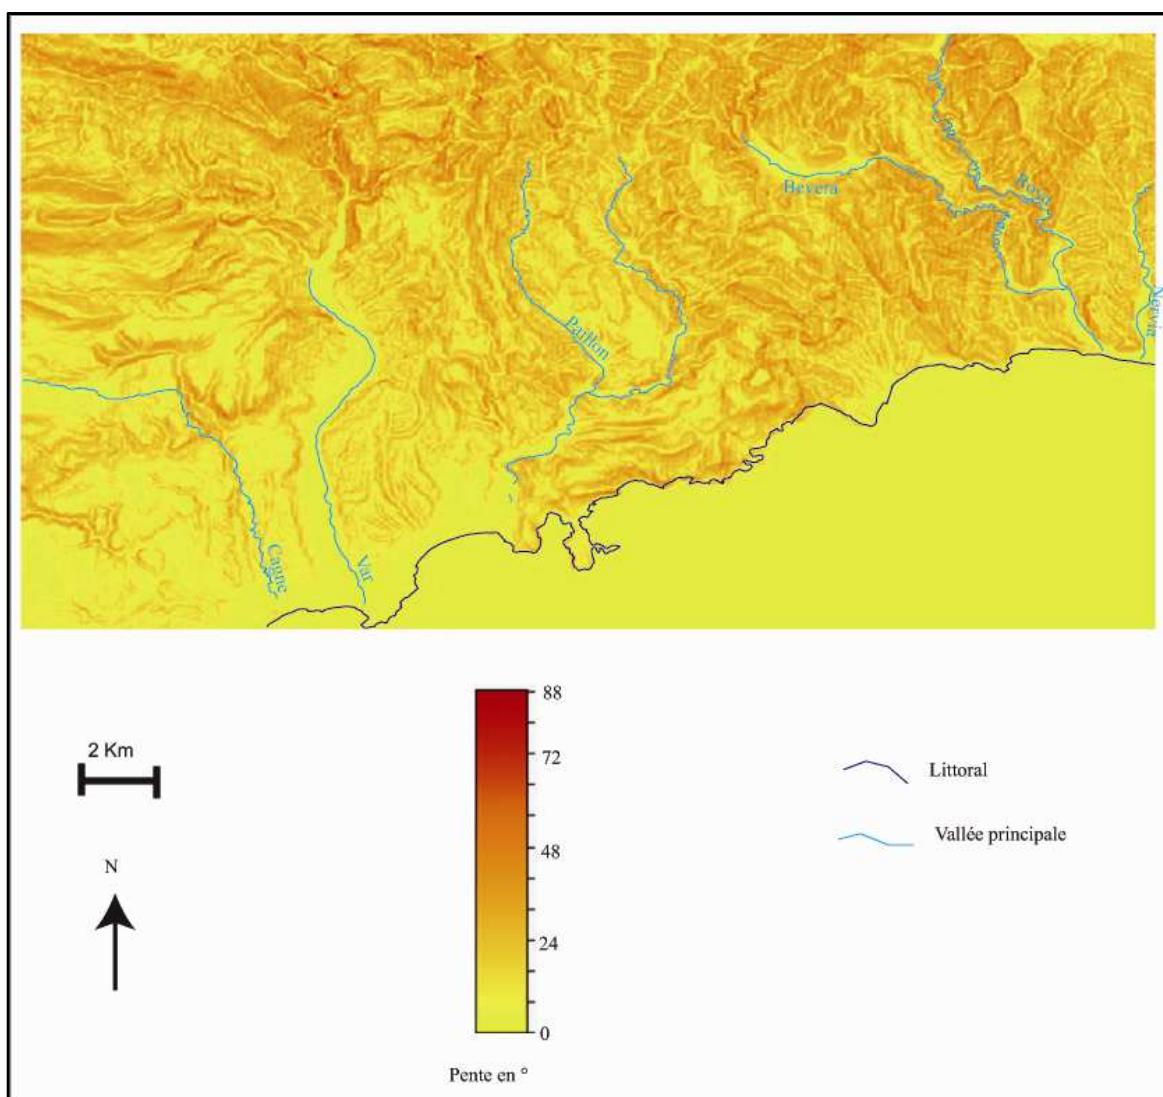 Bevera
Roya
Nervia
Paillon
Cagne
Var
88
72
48
24
0
Pente en °
2 Km
N
Littoral
Vallée principale